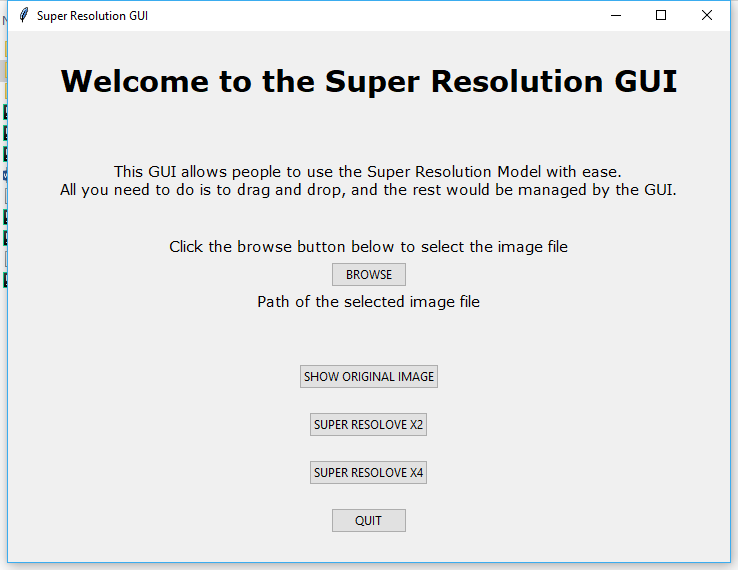 Super Resolution GUI
Welcome to the Super Resolution GUI
This GUI allows people to use the Super Resolution Model with ease.
All you need to do is to drag and drop, and the rest would be managed by the GUI.
Click the browse button below to select the image file
BROWSE
Path of the selected image file
SHOW ORIGINAL IMAGE
SUPER RESOLOVE X2
SUPER RESOLOVE X4
QUIT